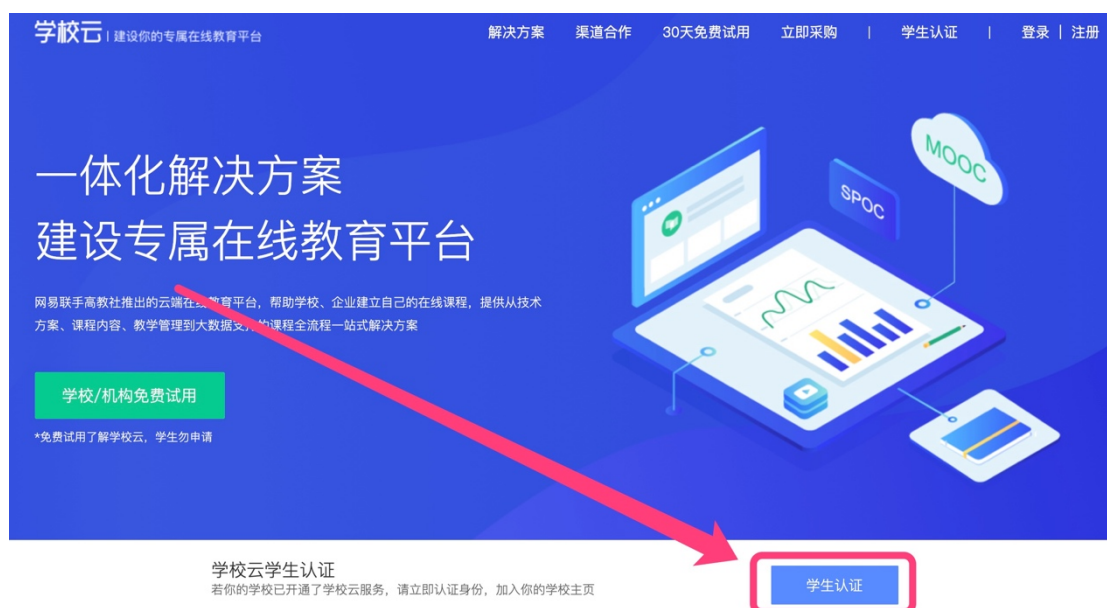 学校云 | 建设你的专属在线教育平台
解决方案 渠道合作 30天免费试用 立即采购 | 学生认证 | 登录 | 注册
一体化解决方案
建设专属在线教育平台
网易联手高教社推出的云端在线教育平台，帮助学校、企业建立自己的在线课程，提供从技术
方案、课程内容、教学管理到大数据支持的课程全流程一站式解决方案
学校/机构免费试用
*免费试用了解学校云，学生勿申请
MOOC
SPOC
学校云学生认证
若你的学校已开通了学校云服务，请立即认证身份，加入你的学校主页
学生认证